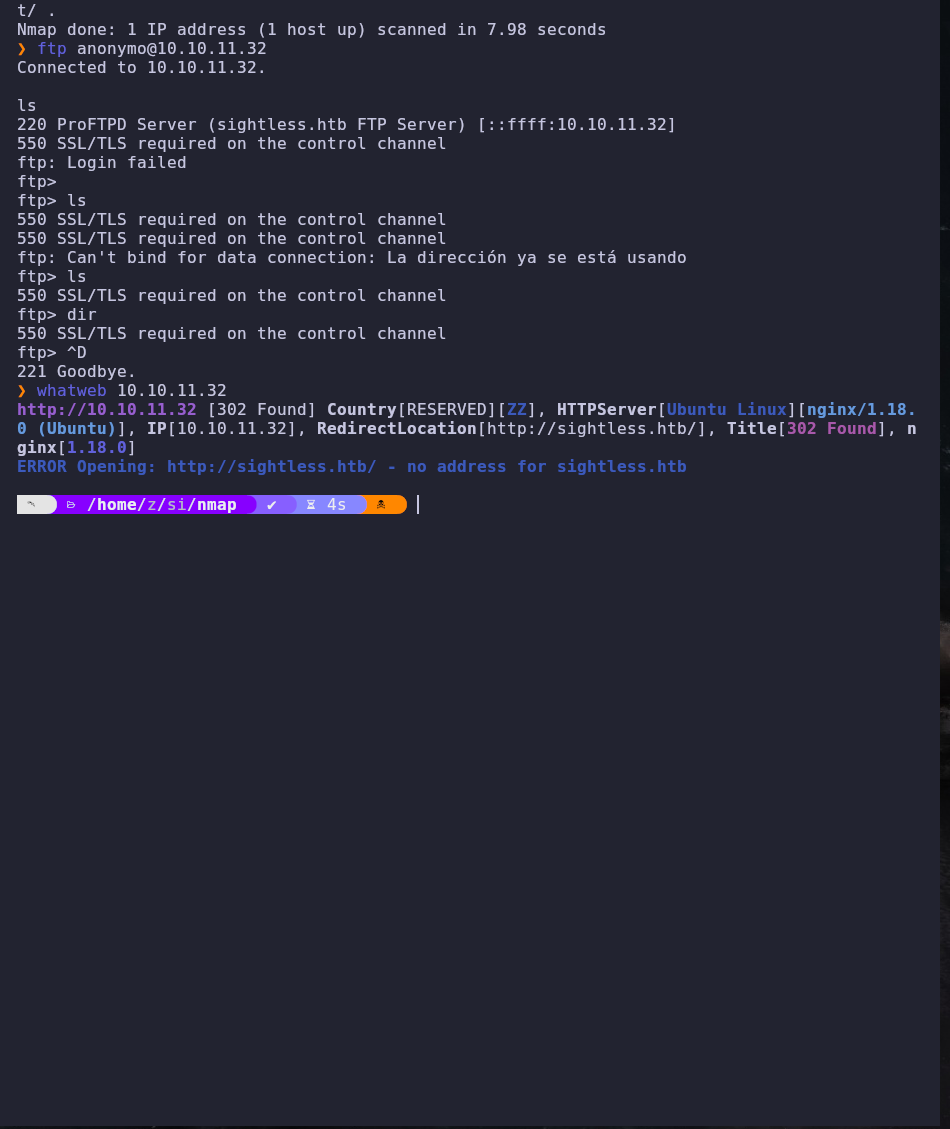 t/ .
Nmap done: 1 IP address (1 host up) scanned in 7.98 seconds
❯ ftp anonymo@10.10.11.32
Connected to 10.10.11.32.
ls
220 ProFTPD Server (sightless.htb FTP Server) [::ffff:10.10.11.32]
550 SSL/TLS required on the control channel
ftp: Login failed
ftp>
ftp> ls
550 SSL/TLS required on the control channel
550 SSL/TLS required on the control channel
ftp: Can't bind for data connection: La dirección ya se está usando
ftp> ls
550 SSL/TLS required on the control channel
ftp> dir
550 SSL/TLS required on the control channel
ftp> ^D
221 Goodbye.
❯ whatweb 10.10.11.32
http://10.10.11.32 [302 Found] Country[RESERVED][ZZ], HTTPServer[Ubuntu Linux][nginx/1.18.
0 (Ubuntu)], IP[10.10.11.32], RedirectLocation[http://sightless.htb/], Title[302 Found], n
ginx[1.18.0]
ERROR Opening: http://sightless.htb/ - no address for sightless.htb
/home/z/si/nmap ✔ 4s